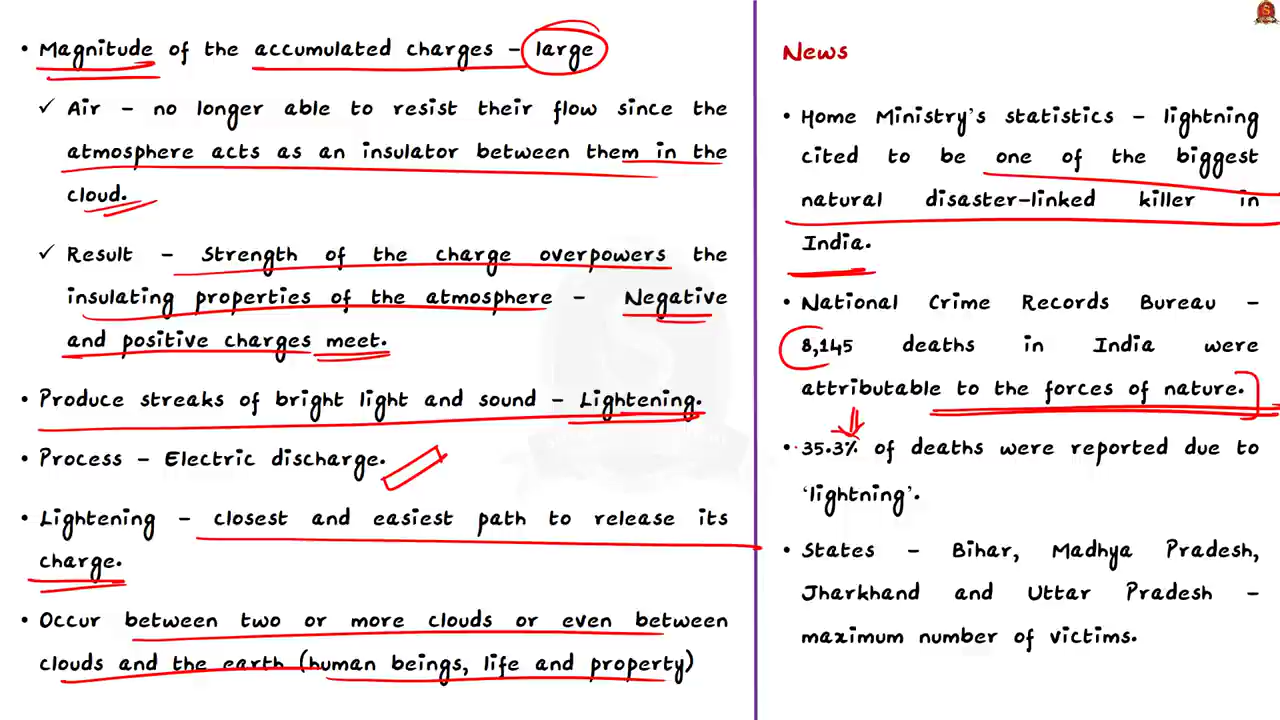 • Magnitude of the accumulated charges – large
✓ Air – no longer able to resist their flow since the
atmosphere acts as an insulator between them in the
cloud.
✓ Result – Strength of the charge overpowers the
insulating properties of the atmosphere – Negative
and positive charges meet.
• Produce streaks of bright light and sound – Lightening.
• Process – Electric discharge.
• Lightening – closest and easiest path to release its
charge.
• Occur between two or more clouds or even between
clouds and the earth (human beings, life and property)
News
• Home Ministry's statistics – lightning
cited to be one of the biggest
natural disaster-linked killer in
India.
• National Crime Records Bureau –
8,145 deaths in India were
attributable to the forces of nature.
• 35.3% of deaths were reported due to
‘lightning’.
• States – Bihar, Madhya Pradesh,
Jharkhand and Uttar Pradesh –
maximum number of victims.